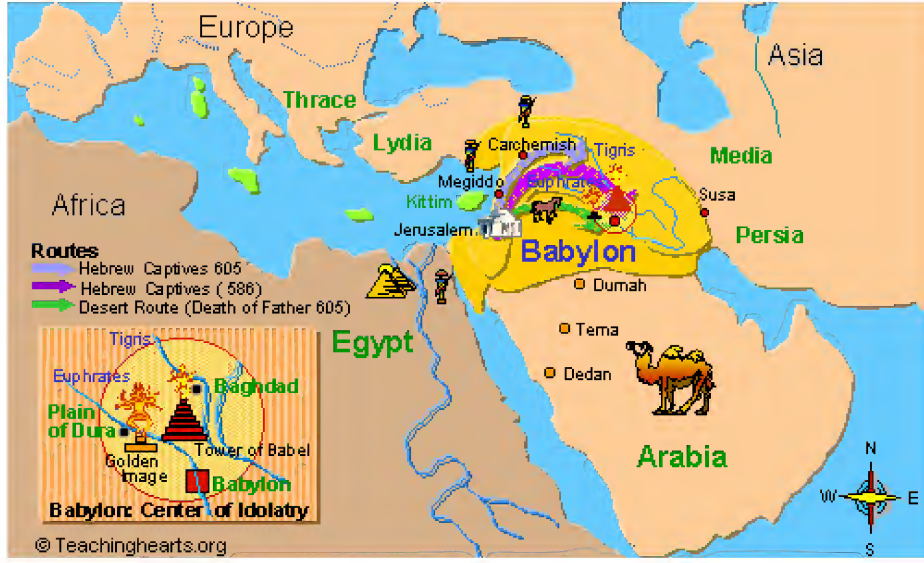 Europe
Asia
Thrace
Lydia
Carchemish
Tigris
Media
Megiddo
Euphrate
Susa
Africa
Kittim
Jerusalem
Persia
Babylon
Routes
Hebrew Captives 605
Hebrew Captives ( 586)
Desert Route (Death of Father 605)
Dumah
Tema
Dedan
Egypt
Arabia
Tigris
Euphrates
Baghdad
Plain
of Dura
Tower of Babel
Golden
Image
Babylon
Babylon: Center of Idolatry
N
W
E
S
© Teachinghearts.org